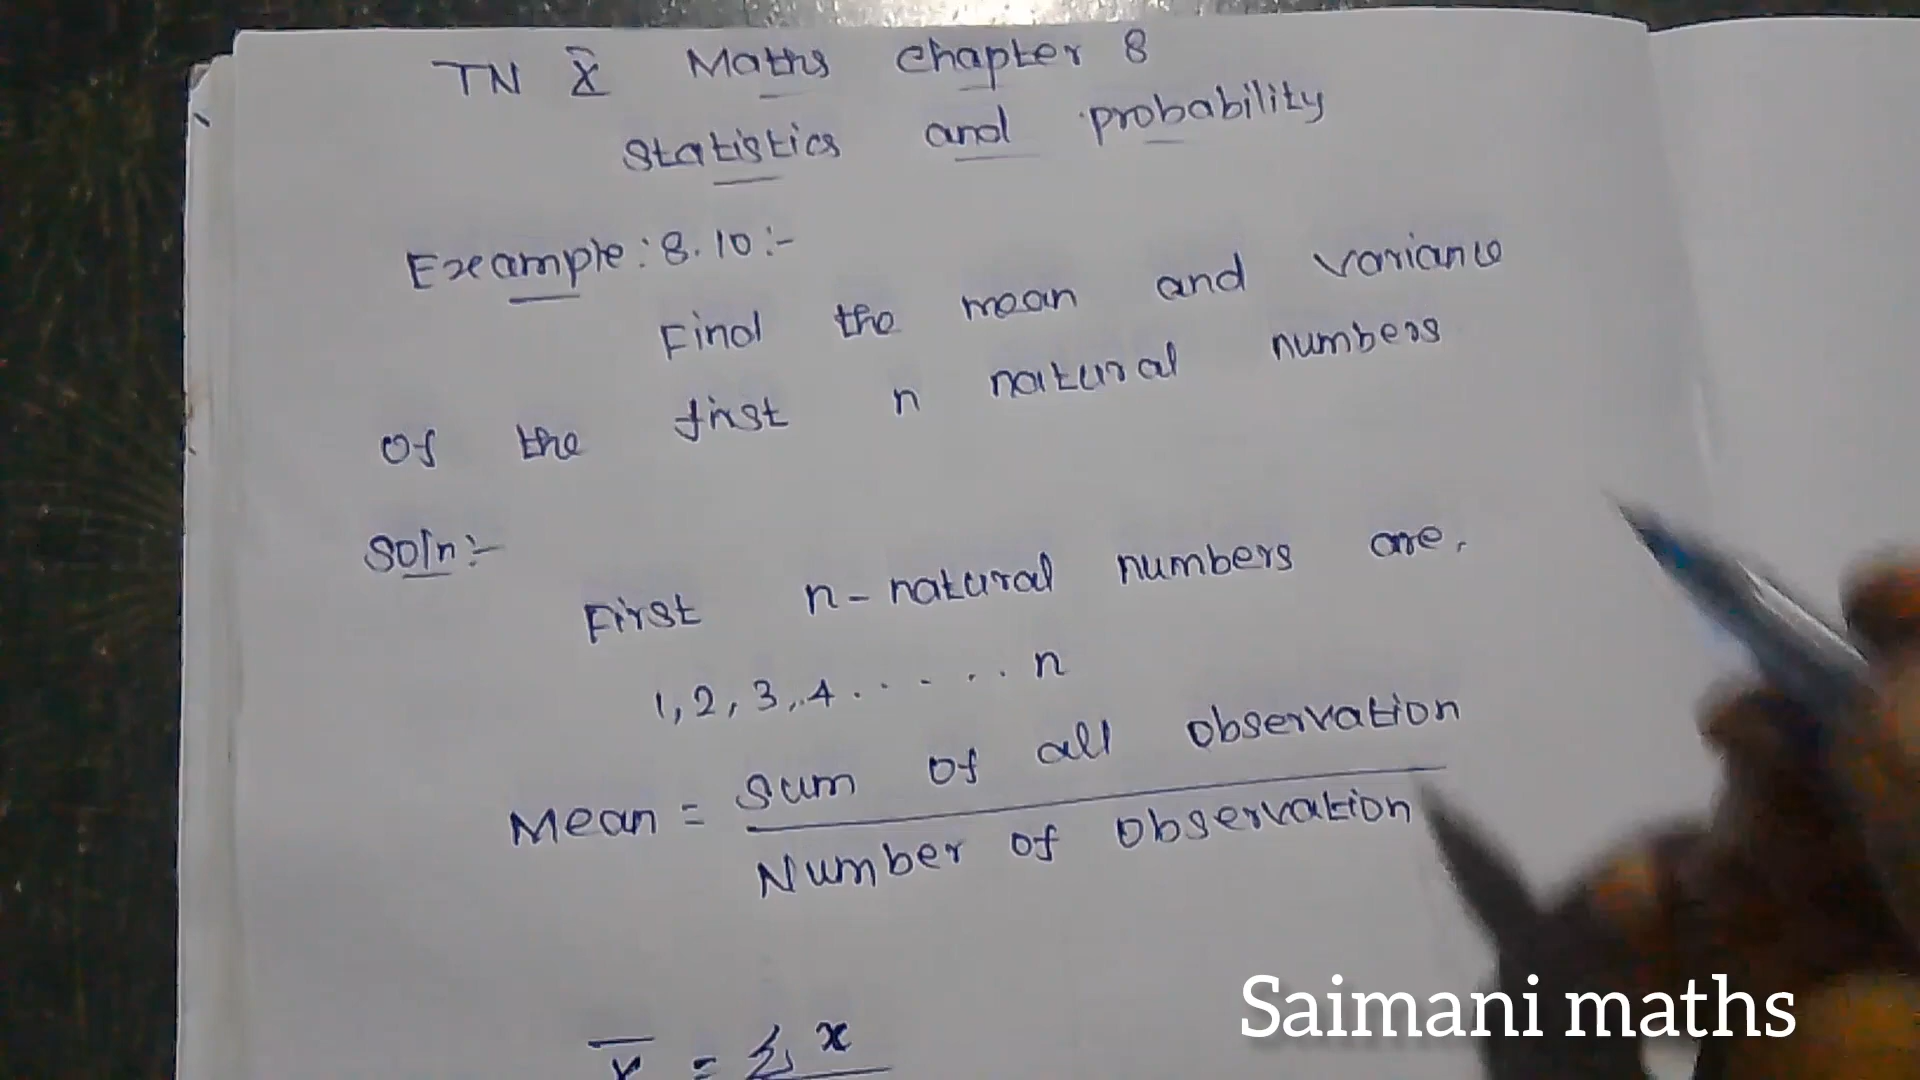 TN X Maths Chapter 8
Statistics and probability
Example: 8.10:-
Find the mean and variance
of the first n natural numbers
Soln:-
First n-natural numbers are,
1, 2, 3, 4 . . . . . . n
Mean = Sum of all observation
Number of observation
x̄ = Σ x
Saimani maths